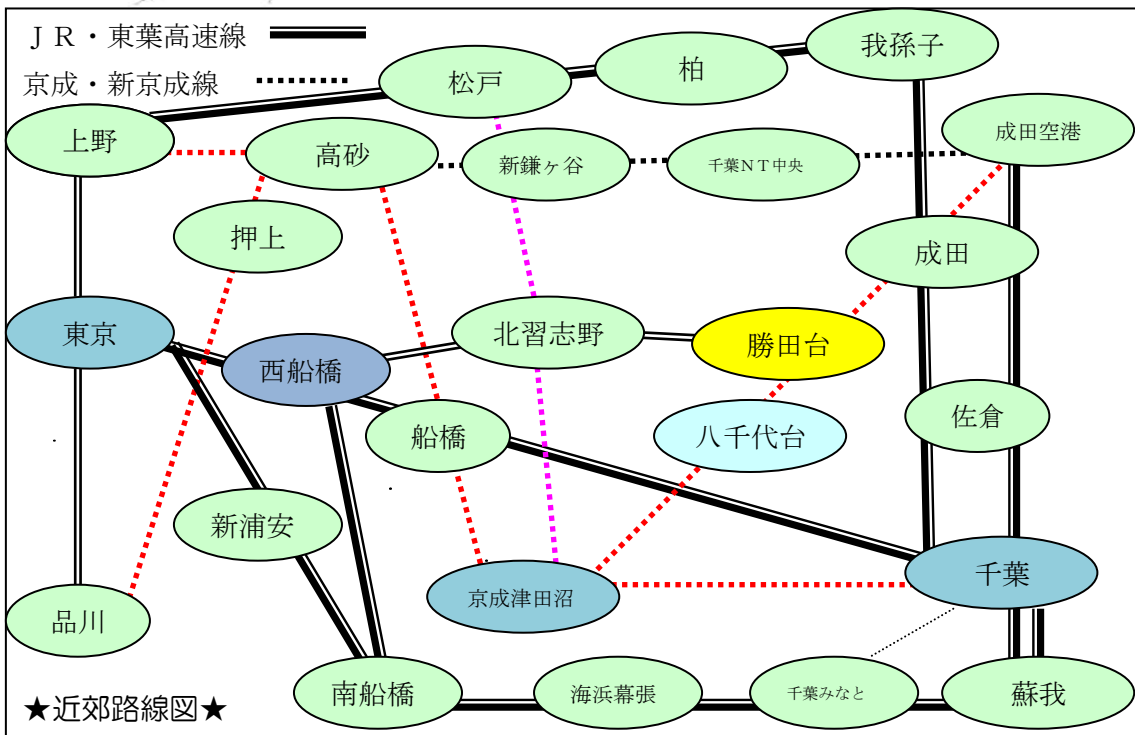 ＪＲ・東葉高速線
京成・新京成線
松戸
柏
我孫子
上野
高砂
新鎌ヶ谷
千葉ＮＴ中央
成田空港
押上
成田
東京
西船橋
北習志野
勝田台
船橋
八千代台
佐倉
新浦安
京成津田沼
千葉
品川
南船橋
海浜幕張
千葉みなと
蘇我
★近郊路線図★